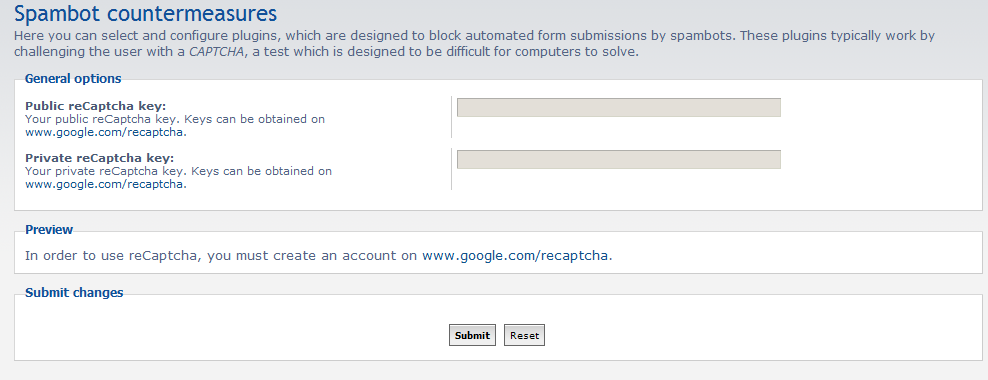 Spambot countermeasures
Here you can select and configure plugins, which are designed to block automated form submissions by spambots. These plugins typically work by
challenging the user with a CAPTCHA, a test which is designed to be difficult for computers to solve.
General options
Public reCaptcha key:
Your public reCaptcha key. Keys can be obtained on
www.google.com/recaptcha.
Private reCaptcha key:
Your private reCaptcha key. Keys can be obtained on
www.google.com/recaptcha.
Preview
In order to use reCaptcha, you must create an account on www.google.com/recaptcha.
Submit changes
Submit Reset